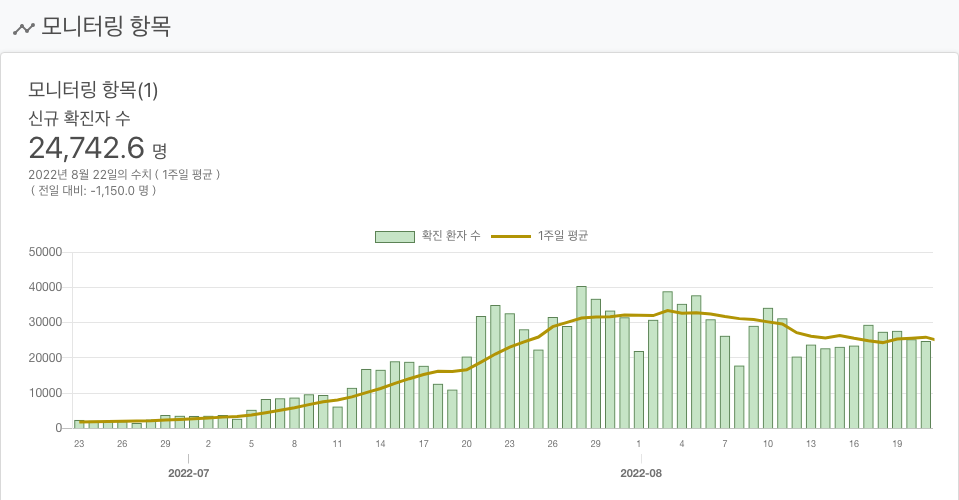 모니터링 항목
모니터링 항목(1)
신규 확진자 수
24,742.6 명
2022년 8월 22일의 수치 ( 1주일 평균 )
( 전일 대비: -1,150.0 명 )
확진 환자 수 1주일 평균
50000
40000
30000
20000
10000
0
23 26 29 2 5 8 11 14 17 20 23 26 29 1 4 7 10 13 16 19
2022-07 2022-08